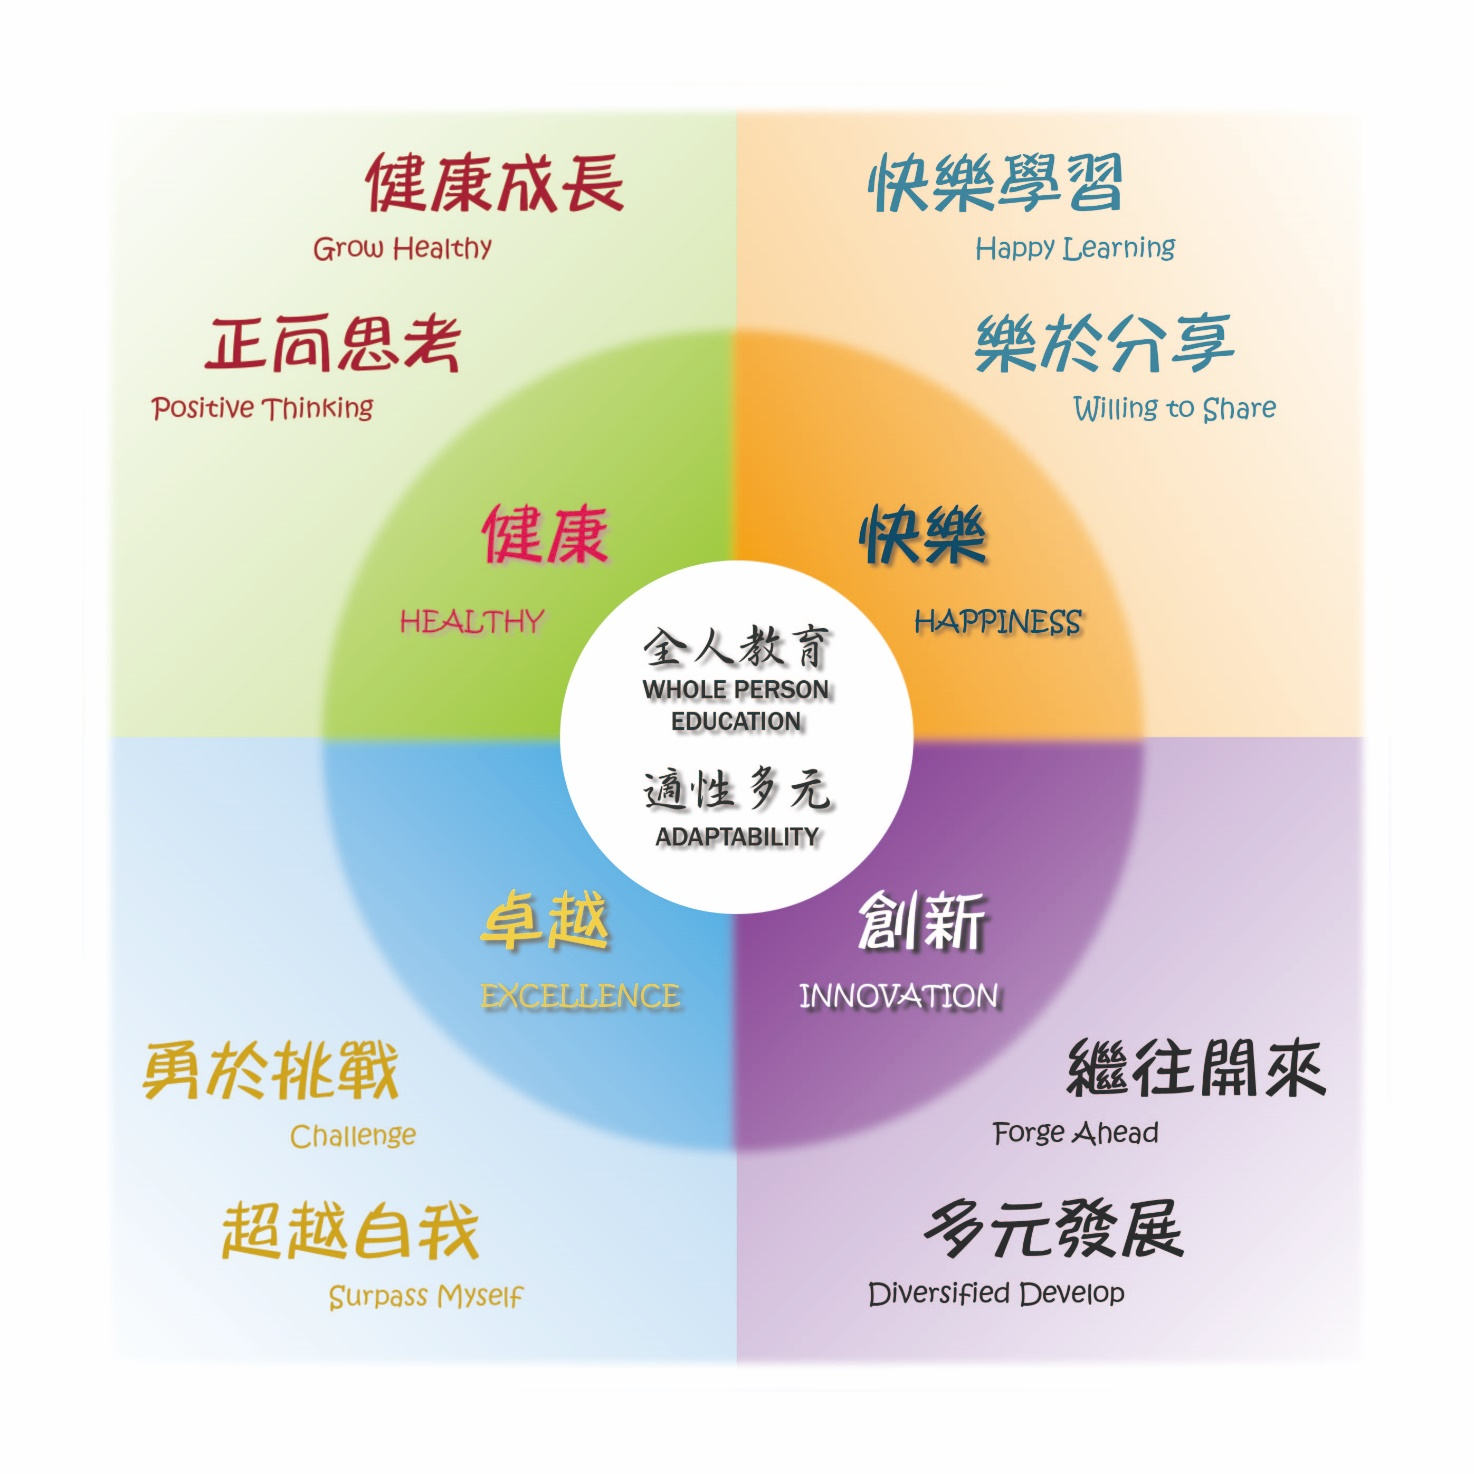 健康成長
Grow Healthy
正向思考
Positive Thinking
健康
HEALTHY
快樂學習
Happy Learning
樂於分享
Willing to Share
快樂
HAPPINESS
全人教育
WHOLE PERSON
EDUCATION
適性多元
ADAPTABILITY
卓越
EXCELLENCE
勇於挑戰
Challenge
超越自我
Surpass Myself
創新
INNOVATION
繼往開來
Forge Ahead
多元發展
Diversified Develop